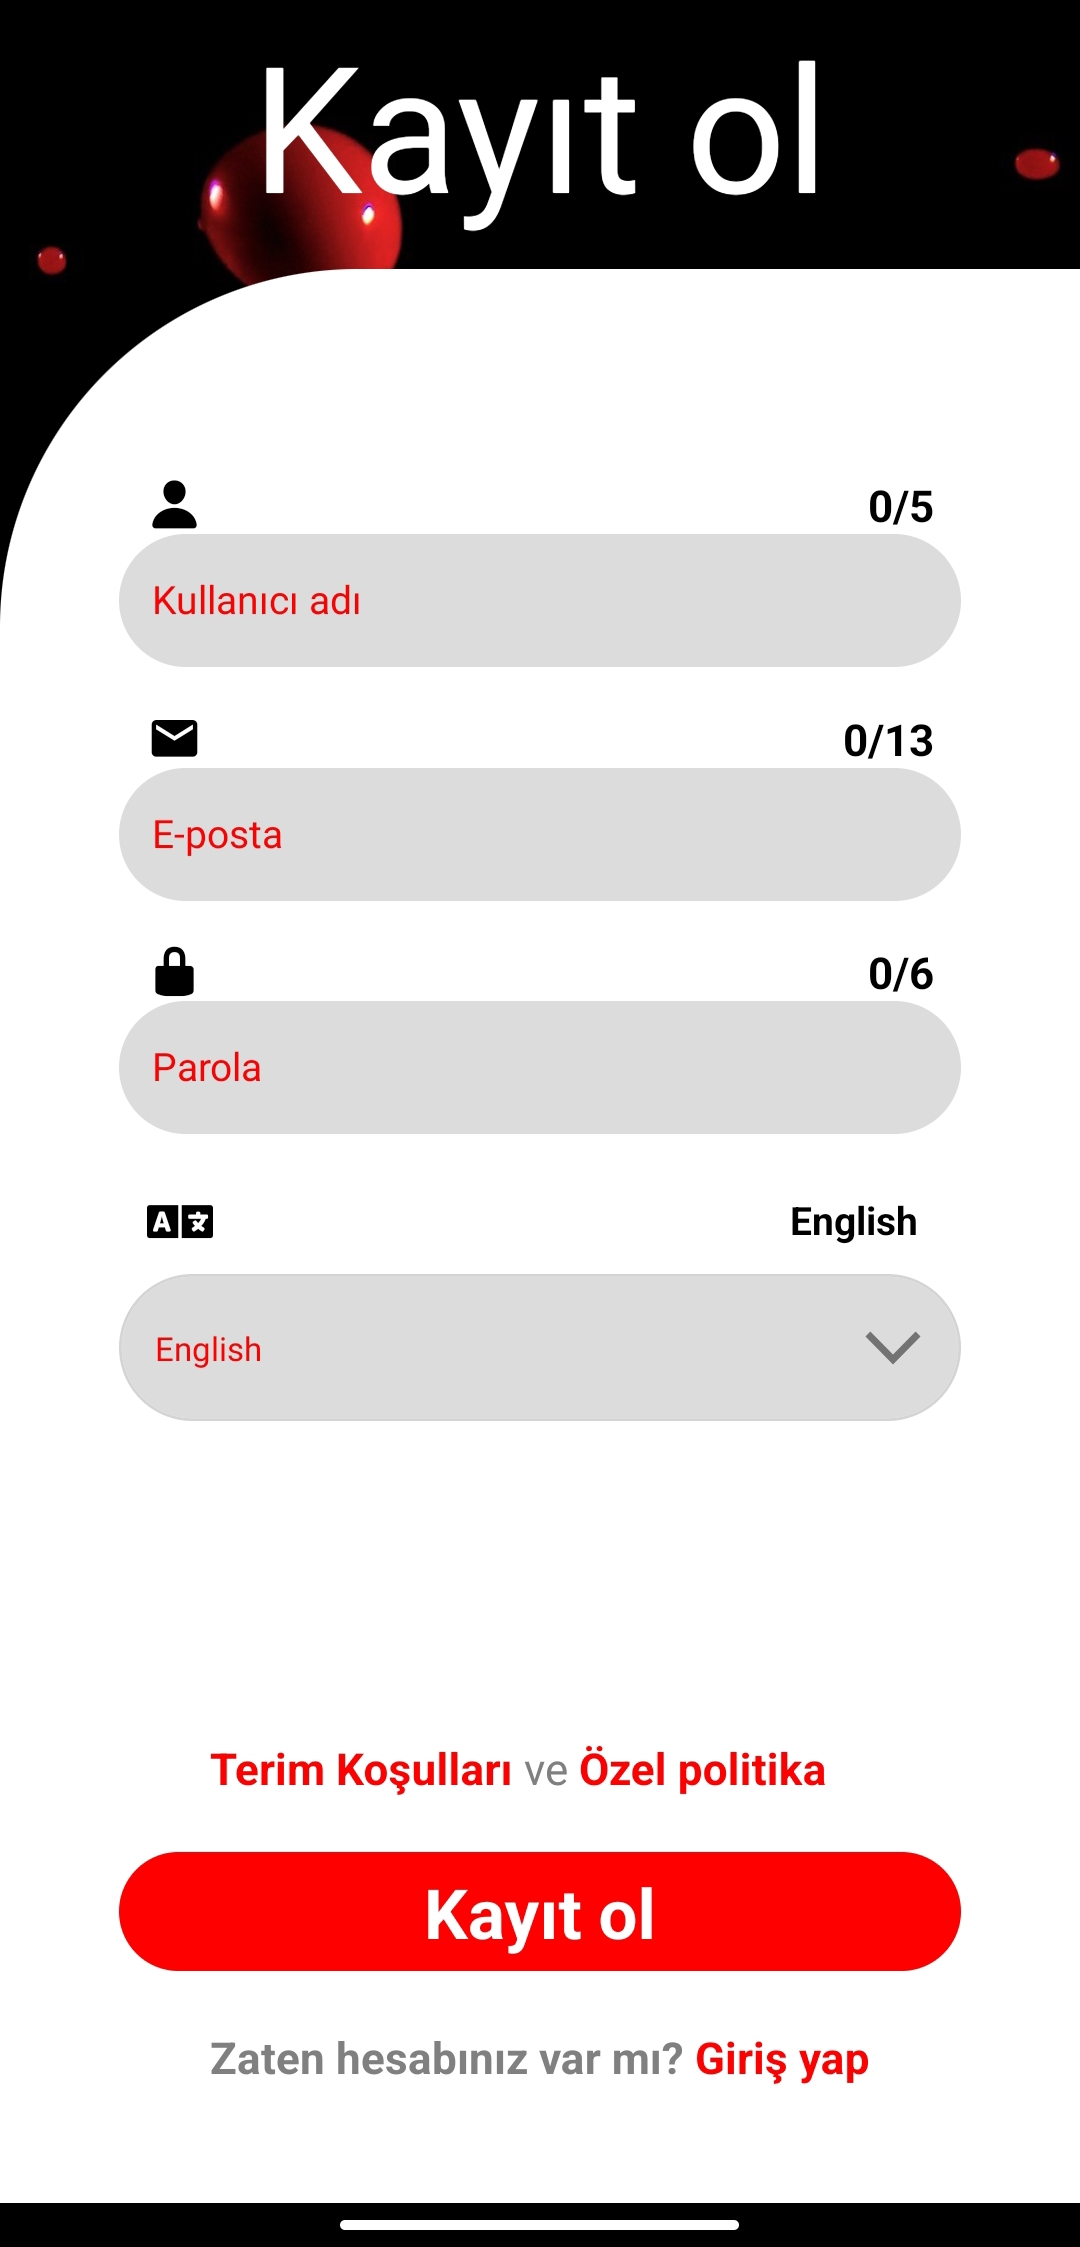 Kayıt ol
0/5
Kullanıcı adı
0/13
E-posta
0/6
Parola
A 文 English
English
Terim Koşulları ve Özel politika
Kayıt ol
Zaten hesabınız var mı? Giriş yap